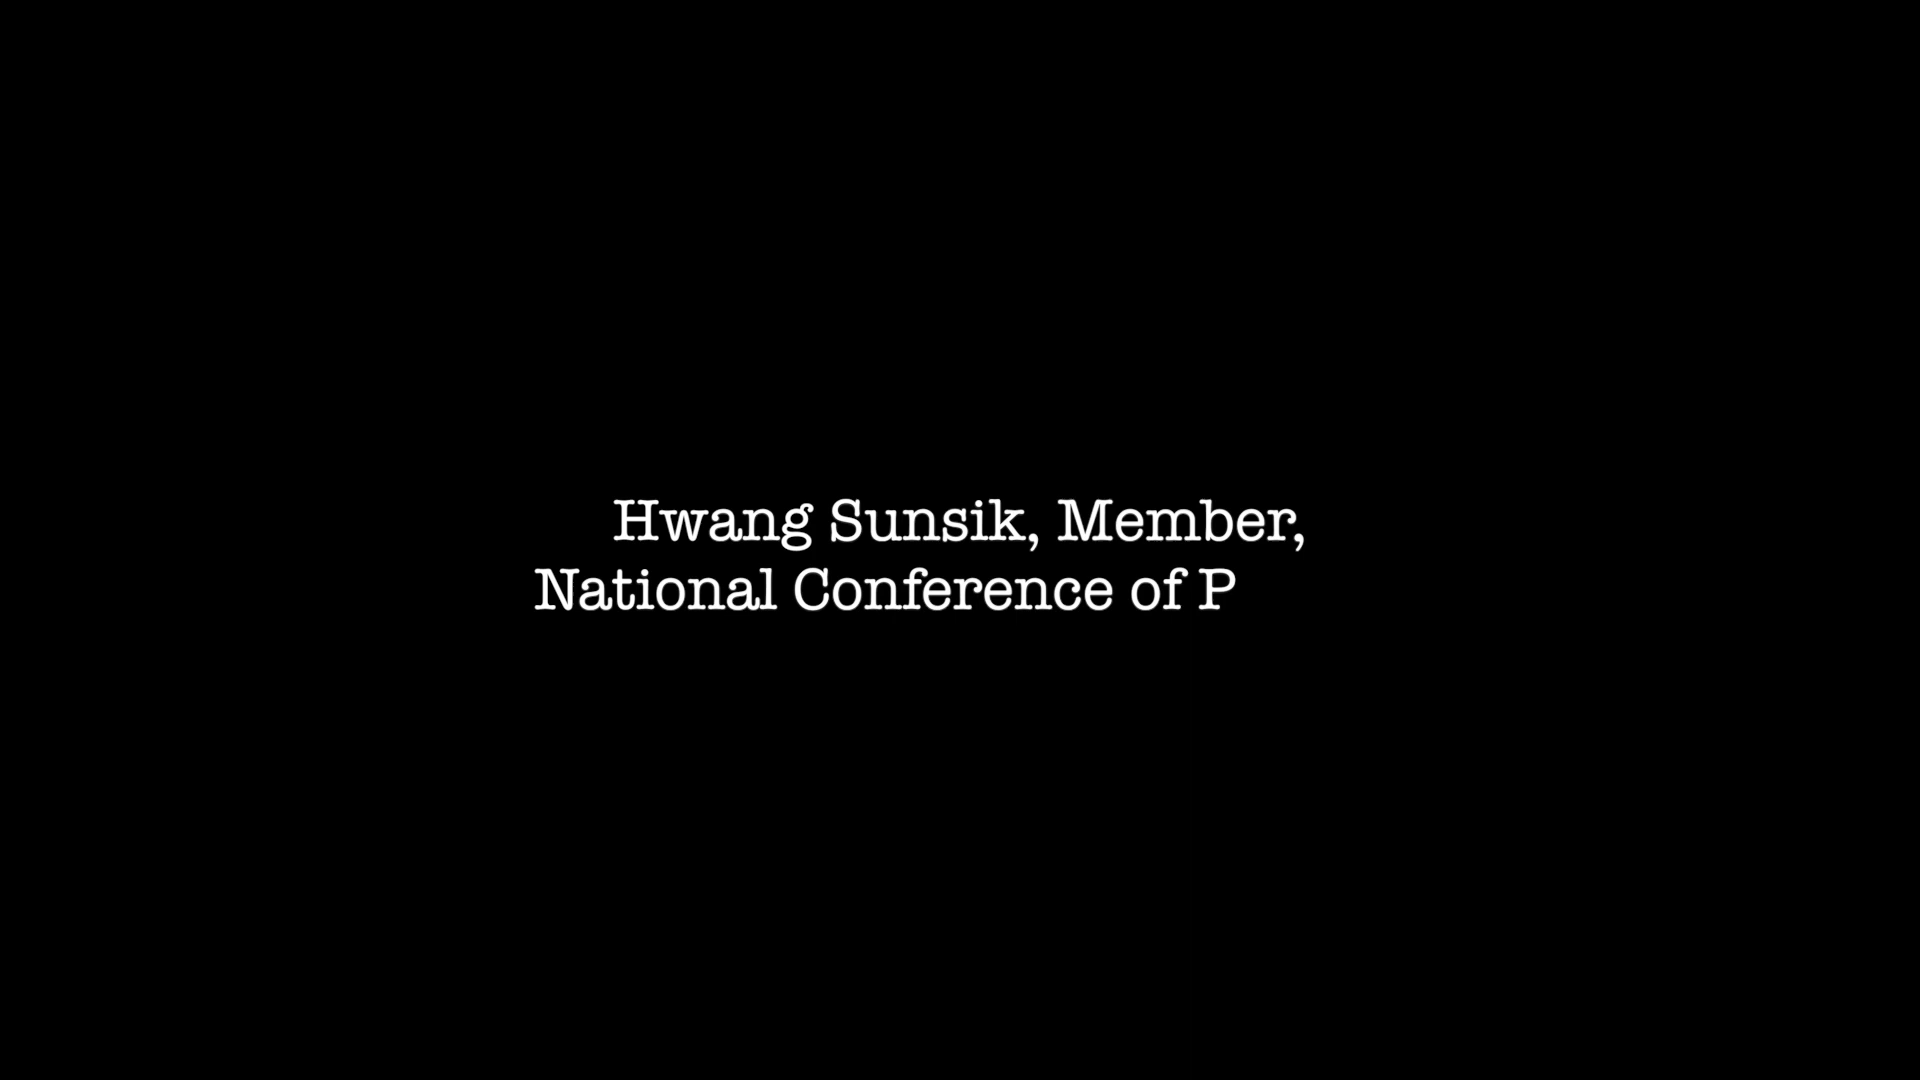 Hwang Sunsik, Member,
National Conference of P